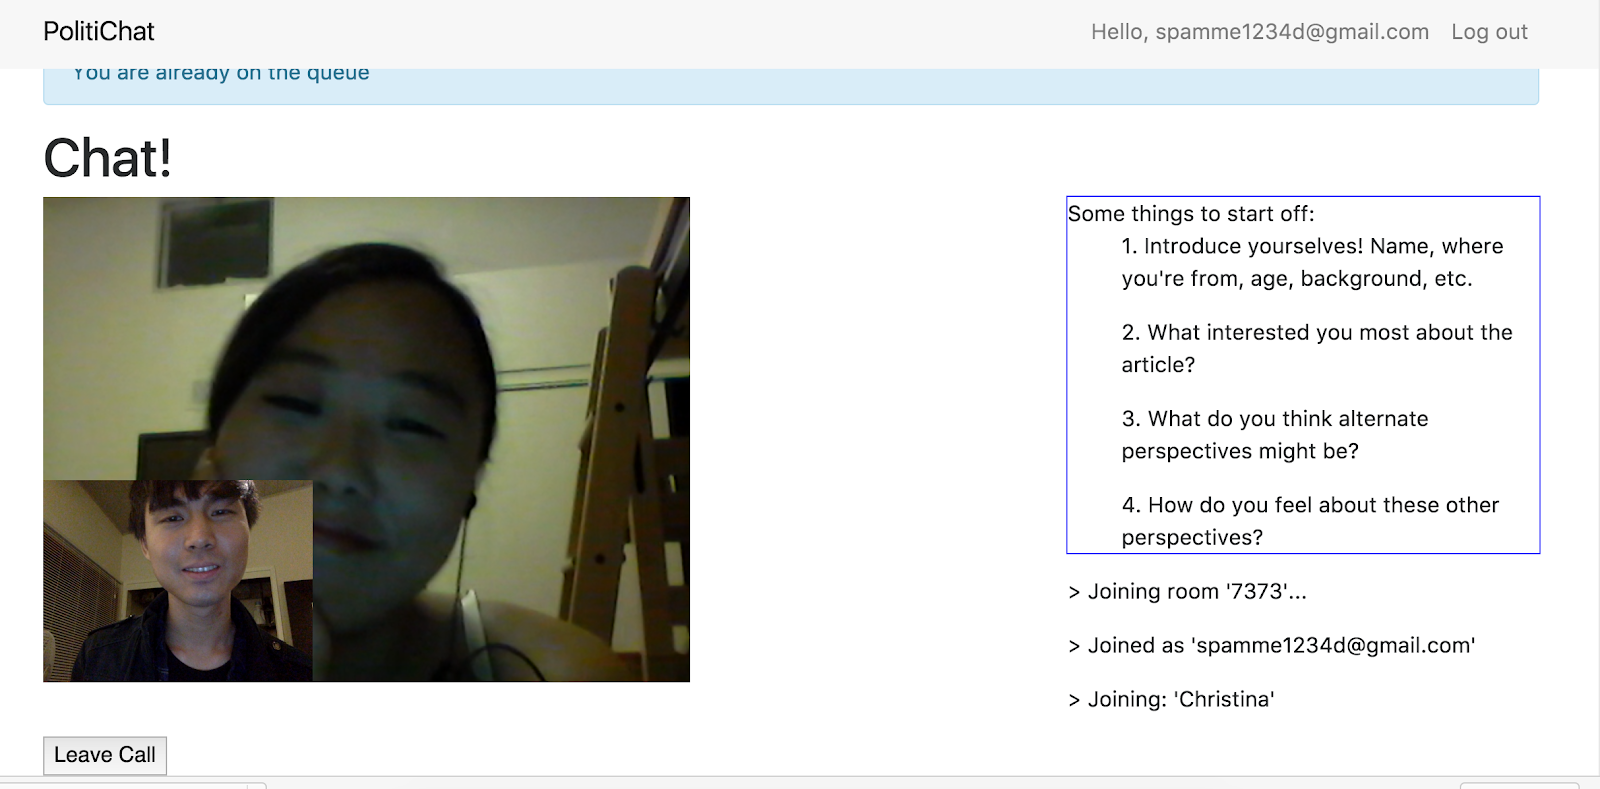 PolitiChat
Hello, spamme1234d@gmail.com
Log out
You are already on the queue
Chat!
Some things to start off:
1. Introduce yourselves! Name, where
you're from, age, background, etc.
2. What interested you most about the
article?
3. What do you think alternate
perspectives might be?
4. How do you feel about these other
perspectives?
> Joining room '7373'...
> Joined as 'spamme1234d@gmail.com'
> Joining: 'Christina'
Leave Call